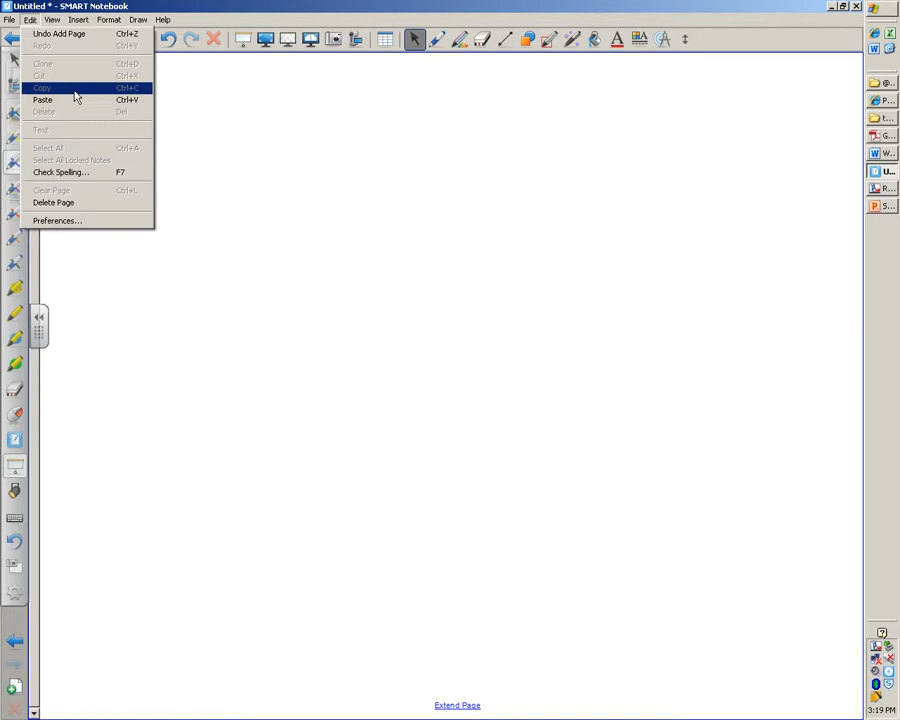 Untitled * - SMART Notebook
File Edit View Insert Format Draw Help
Undo Add Page Ctrl+Z
Redo Ctrl+Y
Clone Ctrl+D
Cut Ctrl+X
Copy Ctrl+C
Paste Ctrl+V
Delete Del
Text
Select All Ctrl+A
Select All Locked Notes
Check Spelling... F7
Clear Page Ctrl+L
Delete Page
Preferences...
@...
P...
t...
G...
W...
U...
R...
S...
Extend Page
3:19 PM